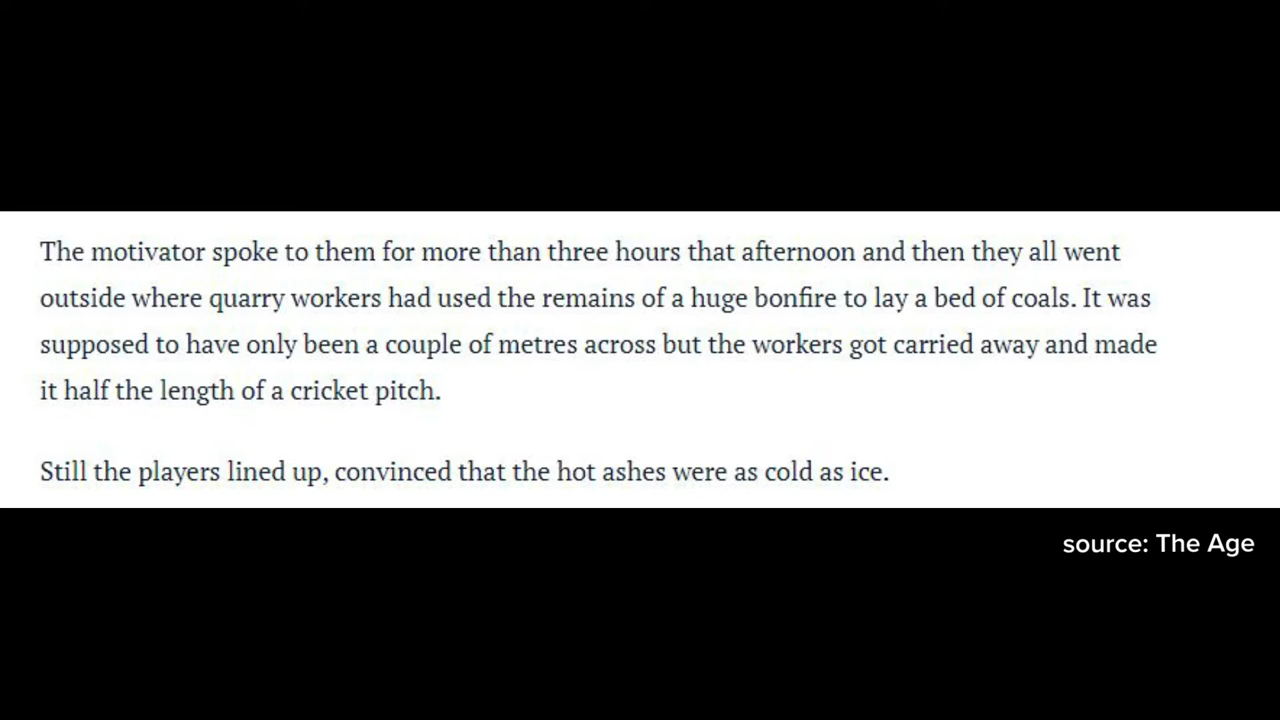 The motivator spoke to them for more than three hours that afternoon and then they all went
outside where quarry workers had used the remains of a huge bonfire to lay a bed of coals. It was
supposed to have only been a couple of metres across but the workers got carried away and made
it half the length of a cricket pitch.
Still the players lined up, convinced that the hot ashes were as cold as ice.
source: The Age